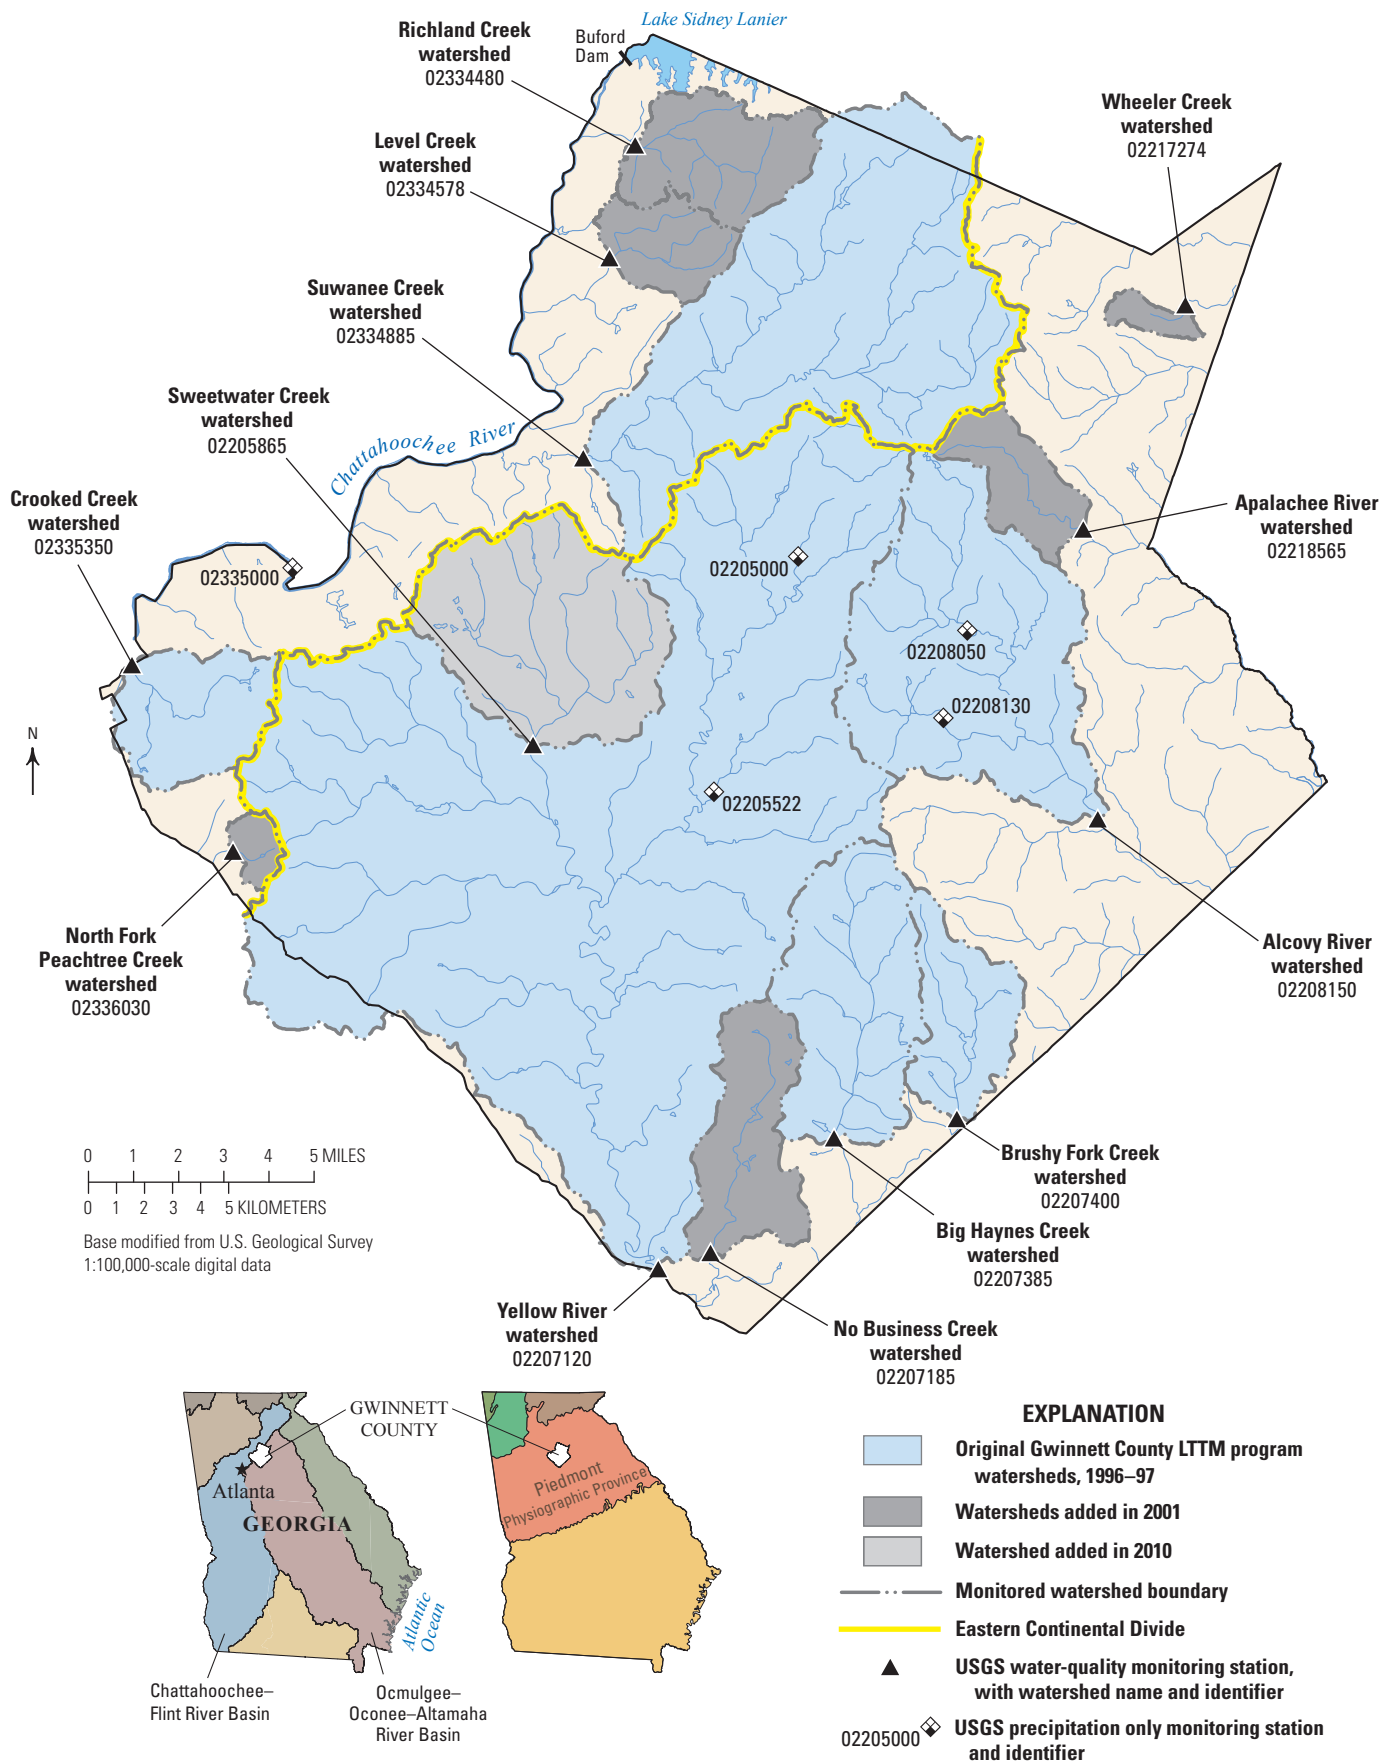 Lake Sidney Lanier
Buford
Dam
Richland Creek
watershed
02334480
Wheeler Creek
watershed
02217274
Level Creek
watershed
02334578
Suwanee Creek
watershed
02334885
Sweetwater Creek
watershed
02205865
Chattahoochee River
Crooked Creek
watershed
02335350
Apalachee River
watershed
02218565
02335000
02205000
02208050
02208130
02205522
N
North Fork
Peachtree Creek
watershed
02336030
Alcovy River
watershed
02208150
Brushy Fork Creek
watershed
02207400
Big Haynes Creek
watershed
02207385
No Business Creek
watershed
02207185
Yellow River
watershed
02207120
0 1 2 3 4 5 MILES
0 1 2 3 4 5 KILOMETERS
Base modified from U.S. Geological Survey
1:100,000-scale digital data
GWINNETT
COUNTY
Atlanta
GEORGIA
Atlantic
Ocean
Chattahoochee–
Flint River Basin
Ocmulgee–
Oconee–Altamaha
River Basin
Piedmont
Physiographic Province
EXPLANATION
Original Gwinnett County LTTM program
watersheds, 1996–97
Watersheds added in 2001
Watershed added in 2010
Monitored watershed boundary
Eastern Continental Divide
USGS water-quality monitoring station,
with watershed name and identifier
02205000 USGS precipitation only monitoring station
and identifier